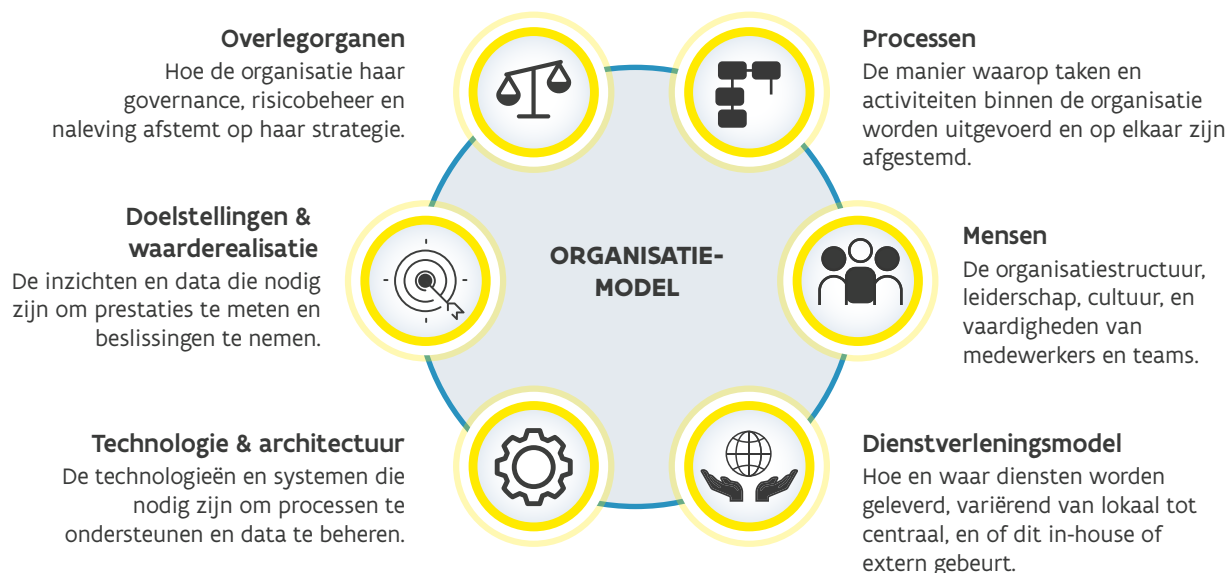 Overlegorganen
Hoe de organisatie haar
governance, risicobeheer en
naleving afstemt op haar strategie.
Processen
De manier waarop taken en
activiteiten binnen de organisatie
worden uitgevoerd en op elkaar zijn
afgestemd.
Doelstellingen &
waarderealisatie
De inzichten en data die nodig
zijn om prestaties te meten en
beslissingen te nemen.
ORGANISATIE-
MODEL
Mensen
De organisatiestructuur,
leiderschap, cultuur, en
vaardigheden van
medewerkers en teams.
Technologie & architectuur
De technologieën en systemen die
nodig zijn om processen te
ondersteunen en data te beheren.
Dienstverleningsmodel
Hoe en waar diensten worden
geleverd, variërend van lokaal tot
centraal, en of dit in-house of
extern gebeurt.